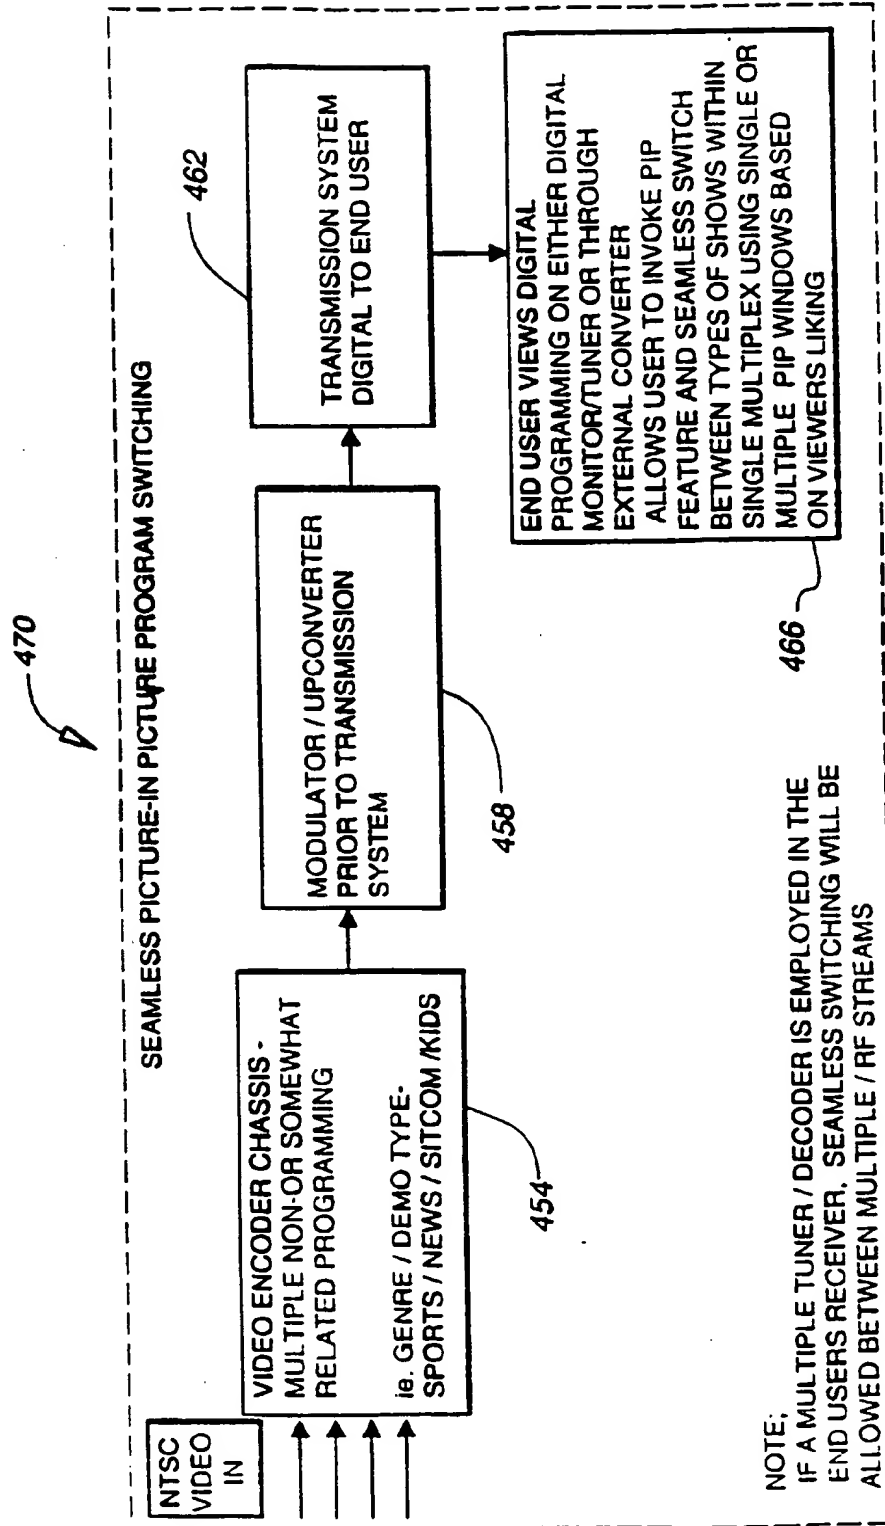 470
SEAMLESS PICTURE-IN PICTURE PROGRAM SWITCHING
NTSC
VIDEO
IN
VIDEO ENCODER CHASSIS -
MULTIPLE NON-OR SOMEWHAT
RELATED PROGRAMMING
ie. GENRE / DEMO TYPE-
SPORTS / NEWS / SITCOM /KIDS
454
MODULATOR / UPCONVERTER
PRIOR TO TRANSMISSION
SYSTEM
458
TRANSMISSION SYSTEM
DIGITAL TO END USER
462
END USER VIEWS DIGITAL
PROGRAMMING ON EITHER DIGITAL
MONITOR/TUNER OR THROUGH
EXTERNAL CONVERTER
ALLOWS USER TO INVOKE PIP
FEATURE AND SEAMLESS SWITCH
BETWEEN TYPES OF SHOWS WITHIN
SINGLE MULTIPLEX USING SINGLE OR
MULTIPLE PIP WINDOWS BASED
ON VIEWERS LIKING
466
NOTE;
IF A MULTIPLE TUNER / DECODER IS EMPLOYED IN THE
END USERS RECEIVER, SEAMLESS SWITCHING WILL BE
ALLOWED BETWEEN MULTIPLE / RF STREAMS